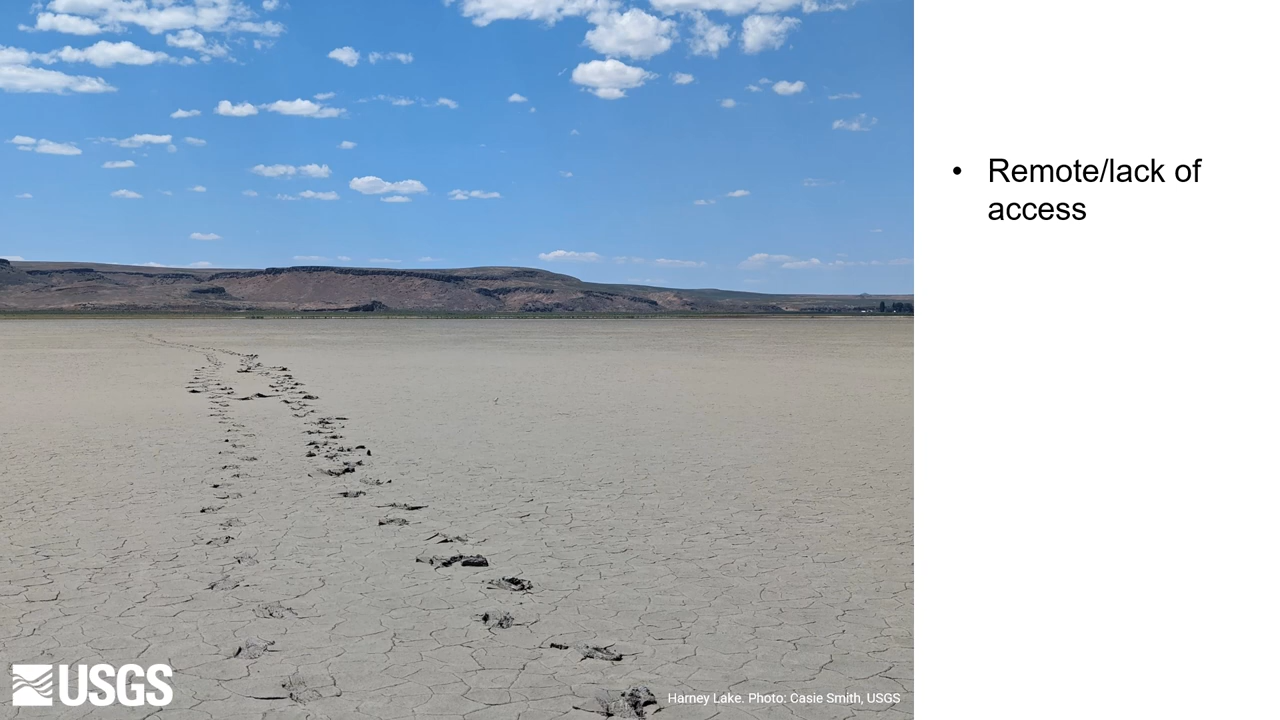 • Remote/lack of
access
USGS
Harney Lake. Photo: Casie Smith, USGS